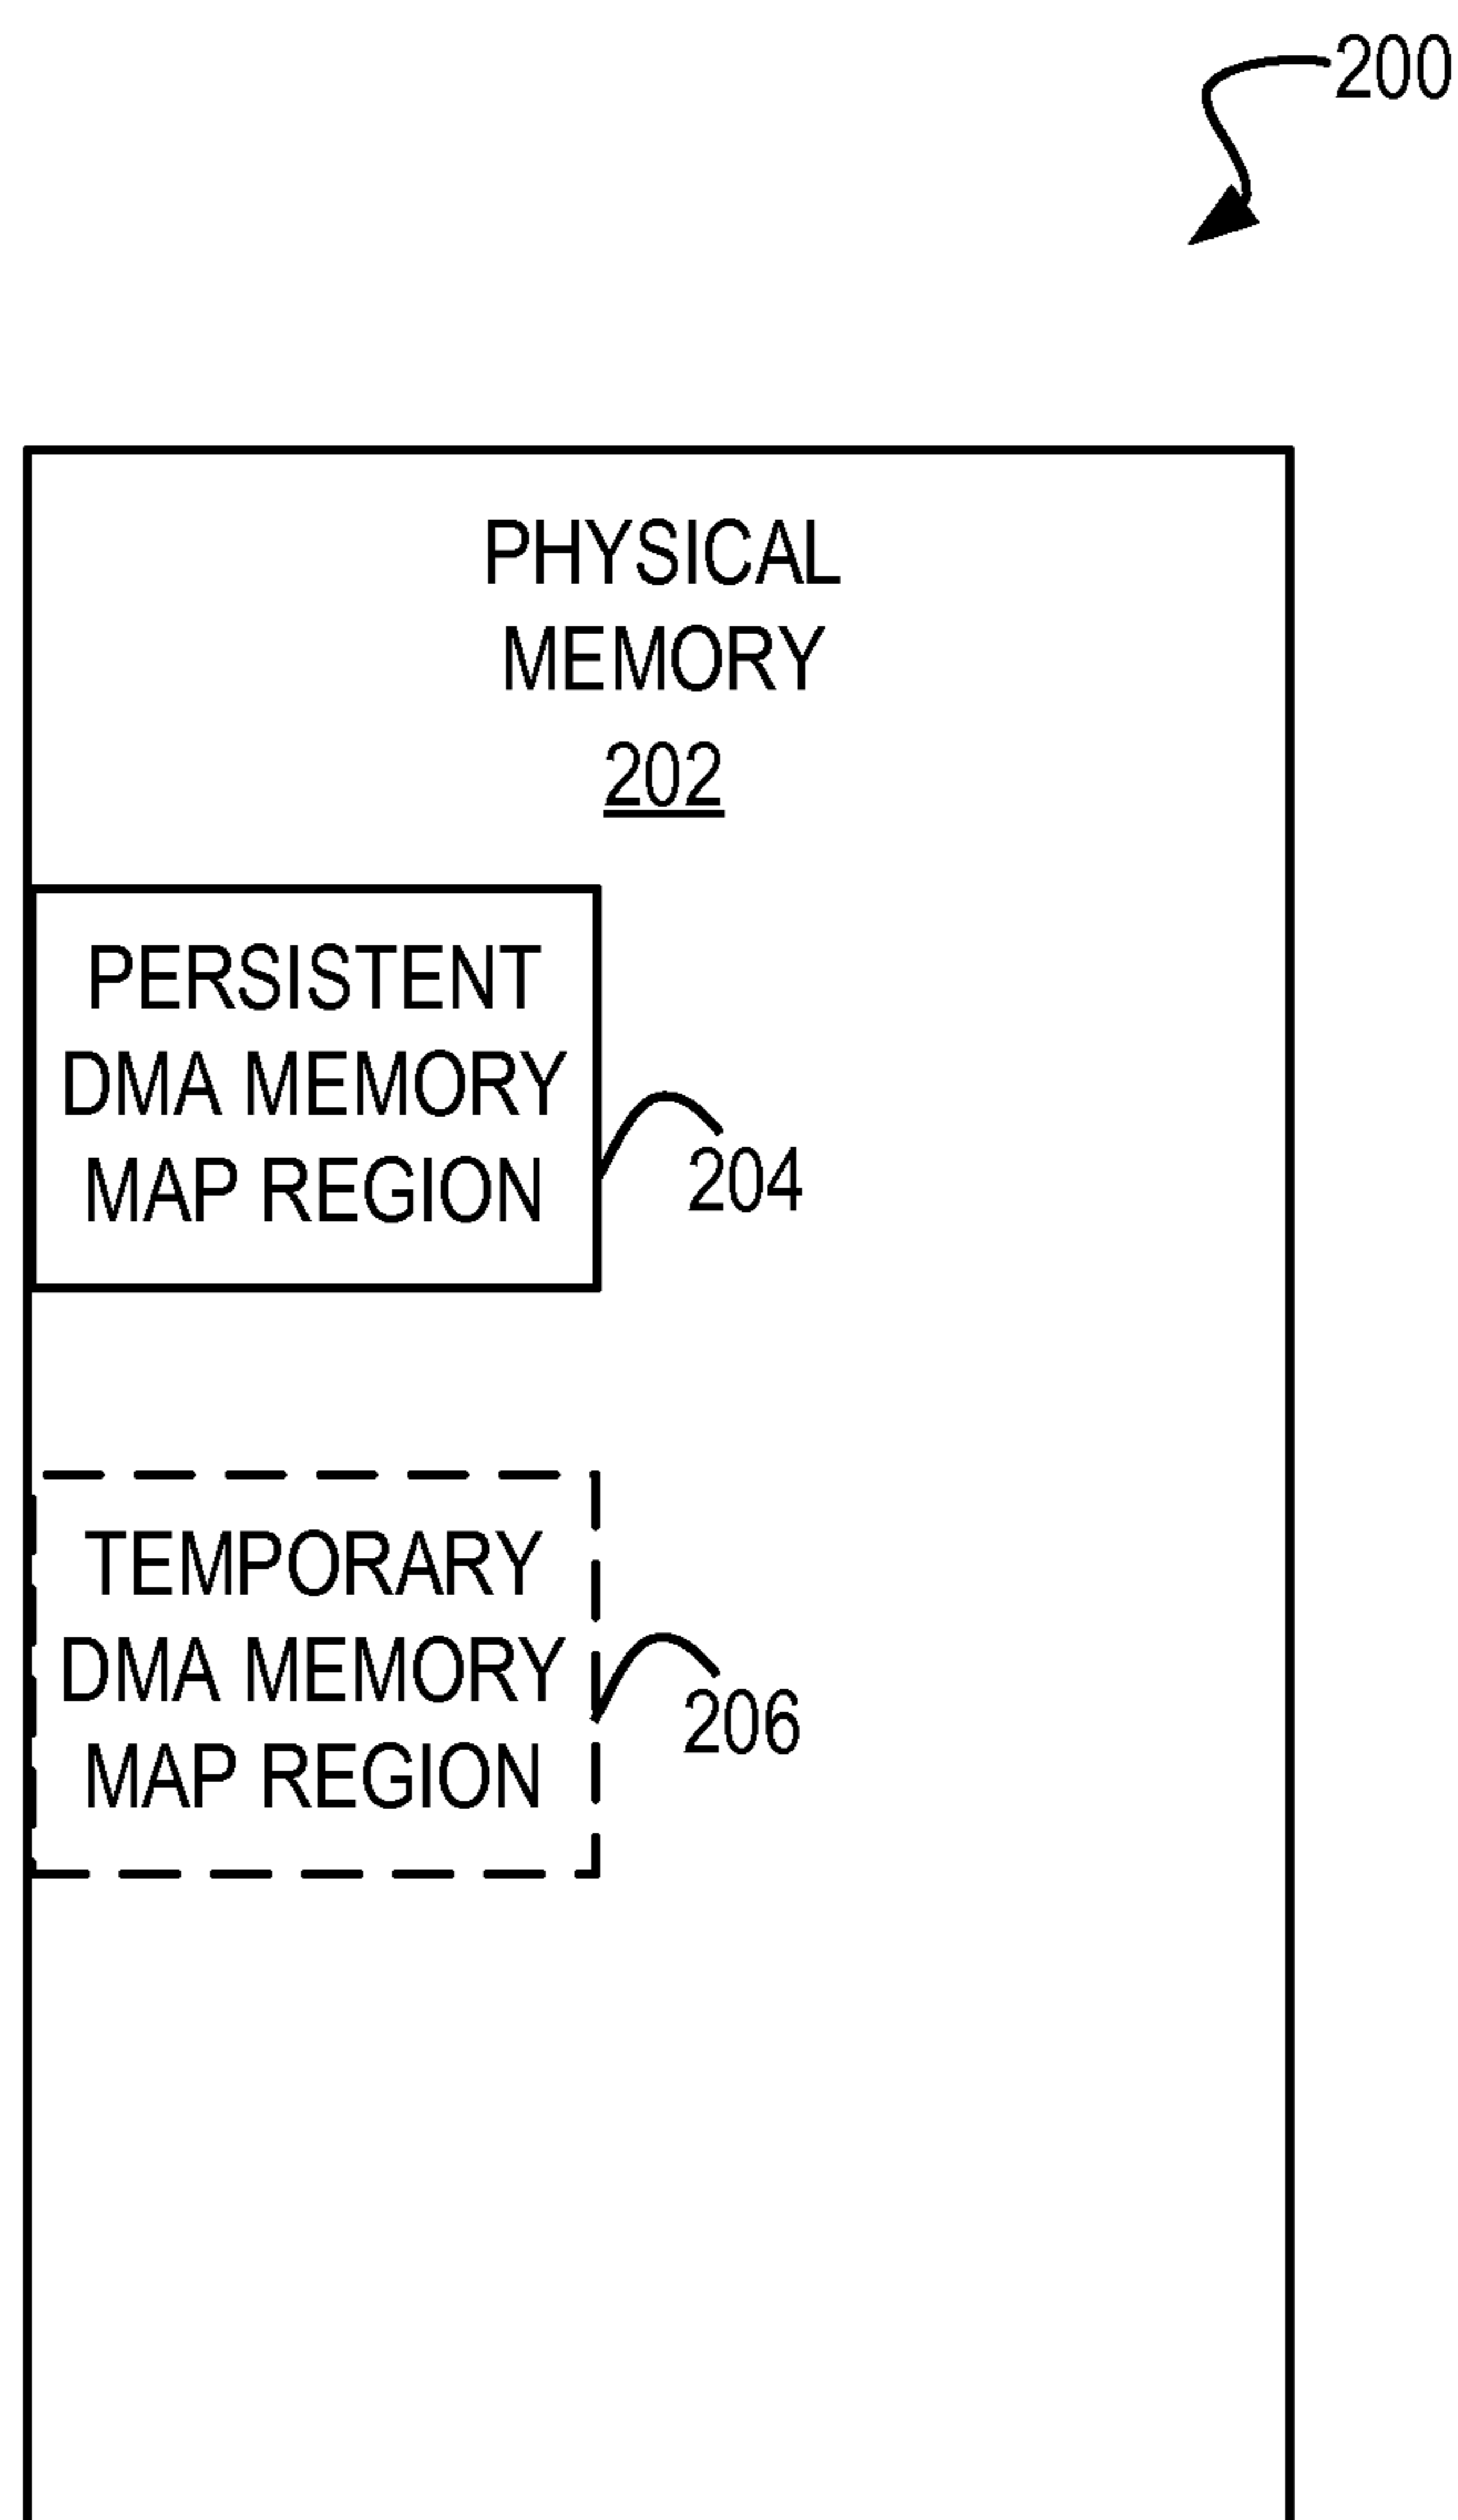 200
PHYSICAL
MEMORY
202
PERSISTENT
DMA MEMORY
MAP REGION
204
TEMPORARY
DMA MEMORY
MAP REGION
206